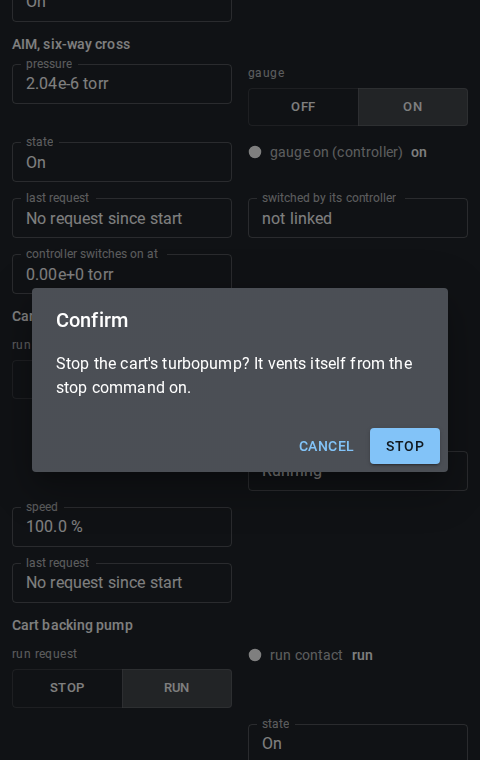 On
AIM, six-way cross
pressure
2.04e-6 torr
gauge
OFF
ON
state
On
gauge on (controller) on
last request
No request since start
switched by its controller
not linked
controller switches on at
0.00e+0 torr
Confirm
Stop the cart's turbopump? It vents itself from the
stop command on.
CANCEL
STOP
Running
speed
100.0 %
last request
No request since start
Cart backing pump
run request
STOP
RUN
run contact run
state
On